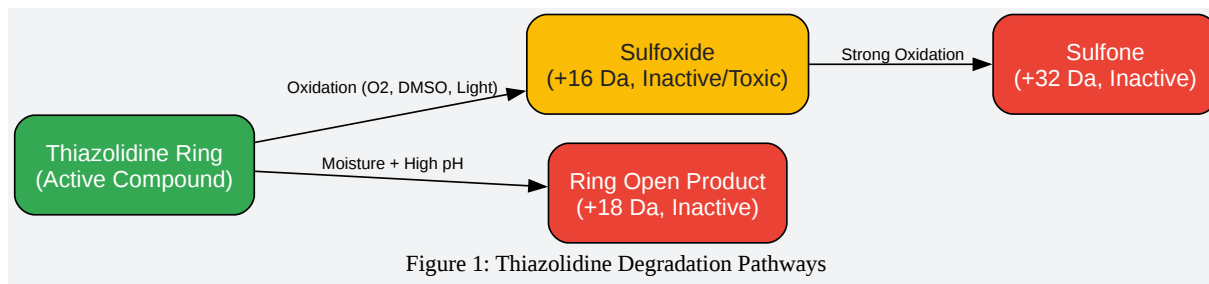 Sulfoxide
(+16 Da, Inactive/Toxic)
Strong Oxidation
Sulfone
(+32 Da, Inactive)
Oxidation (O2, DMSO, Light)
Thiazolidine Ring
(Active Compound)
Moisture + High pH
Ring Open Product
(+18 Da, Inactive)
Figure 1: Thiazolidine Degradation Pathways